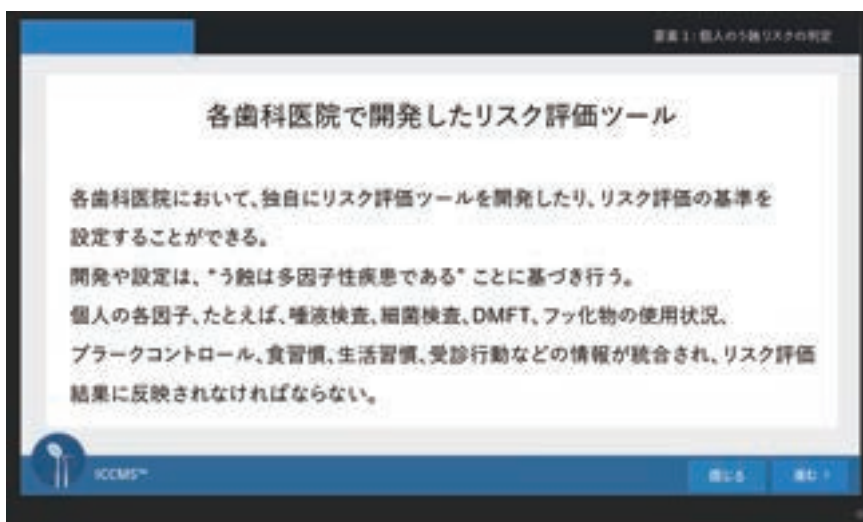 要素1：個人のう蝕リスクの判定
各歯科医院で開発したリスク評価ツール
各歯科医院において、独自にリスク評価ツールを開発したり、リスク評価の基準を
設定することができる。
開発や設定は、“う蝕は多因子性疾患である”ことに基づき行う。
個人の各因子、たとえば、唾液検査、細菌検査、DMFT、フッ化物の使用状況、
プラークコントロール、食習慣、生活習慣、受診行動などの情報が統合され、リスク評価
結果に反映されなければならない。
ICCMS™
閉じる
進む ›